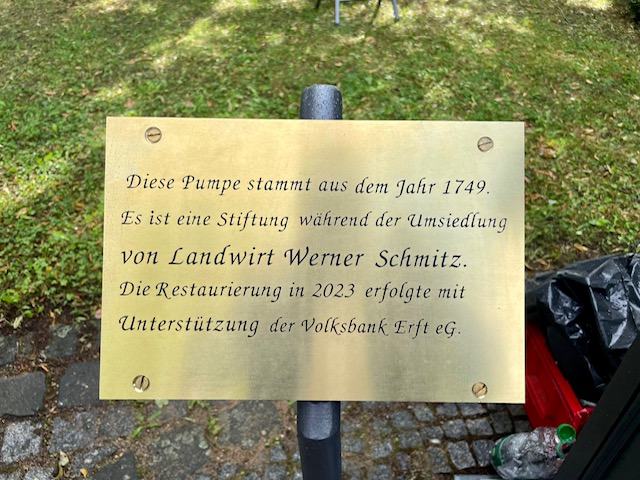 Diese Pumpe stammt aus dem Jahr 1749.
Es ist eine Stiftung während der Umsiedlung
von Landwirt Werner Schmitz.
Die Restaurierung in 2023 erfolgte mit
Unterstützung der Volksbank Erft eG.